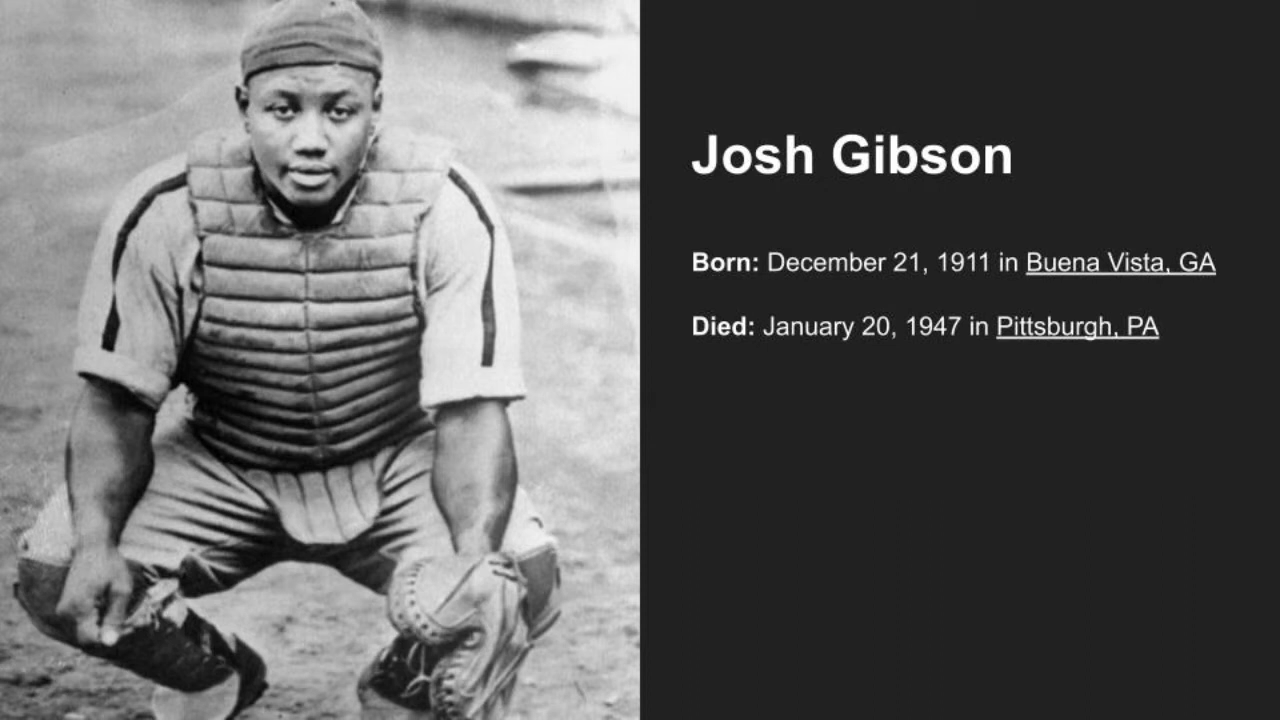 Josh Gibson
Born: December 21, 1911 in Buena Vista, GA
Died: January 20, 1947 in Pittsburgh, PA